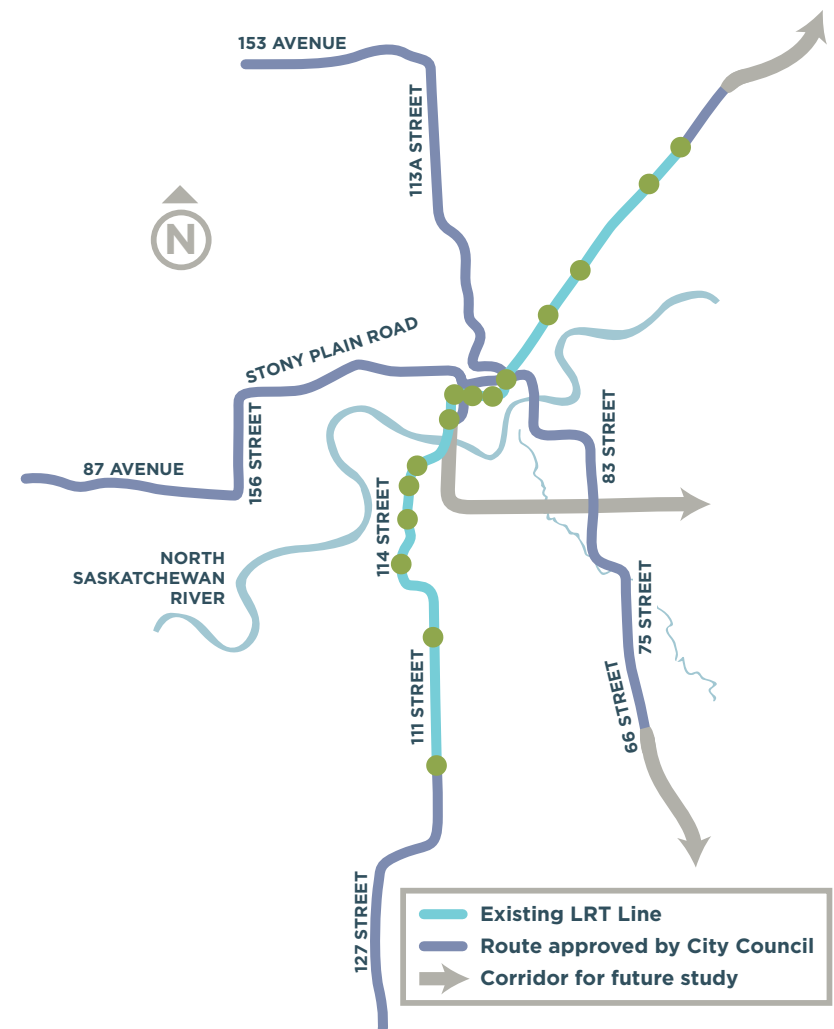 153 AVENUE
113A STREET
N
STONY PLAIN ROAD
156 STREET
87 AVENUE
83 STREET
114 STREET
NORTH
SASKATCHEWAN
RIVER
75 STREET
111 STREET
66 STREET
127 STREET
Existing LRT Line
Route approved by City Council
Corridor for future study